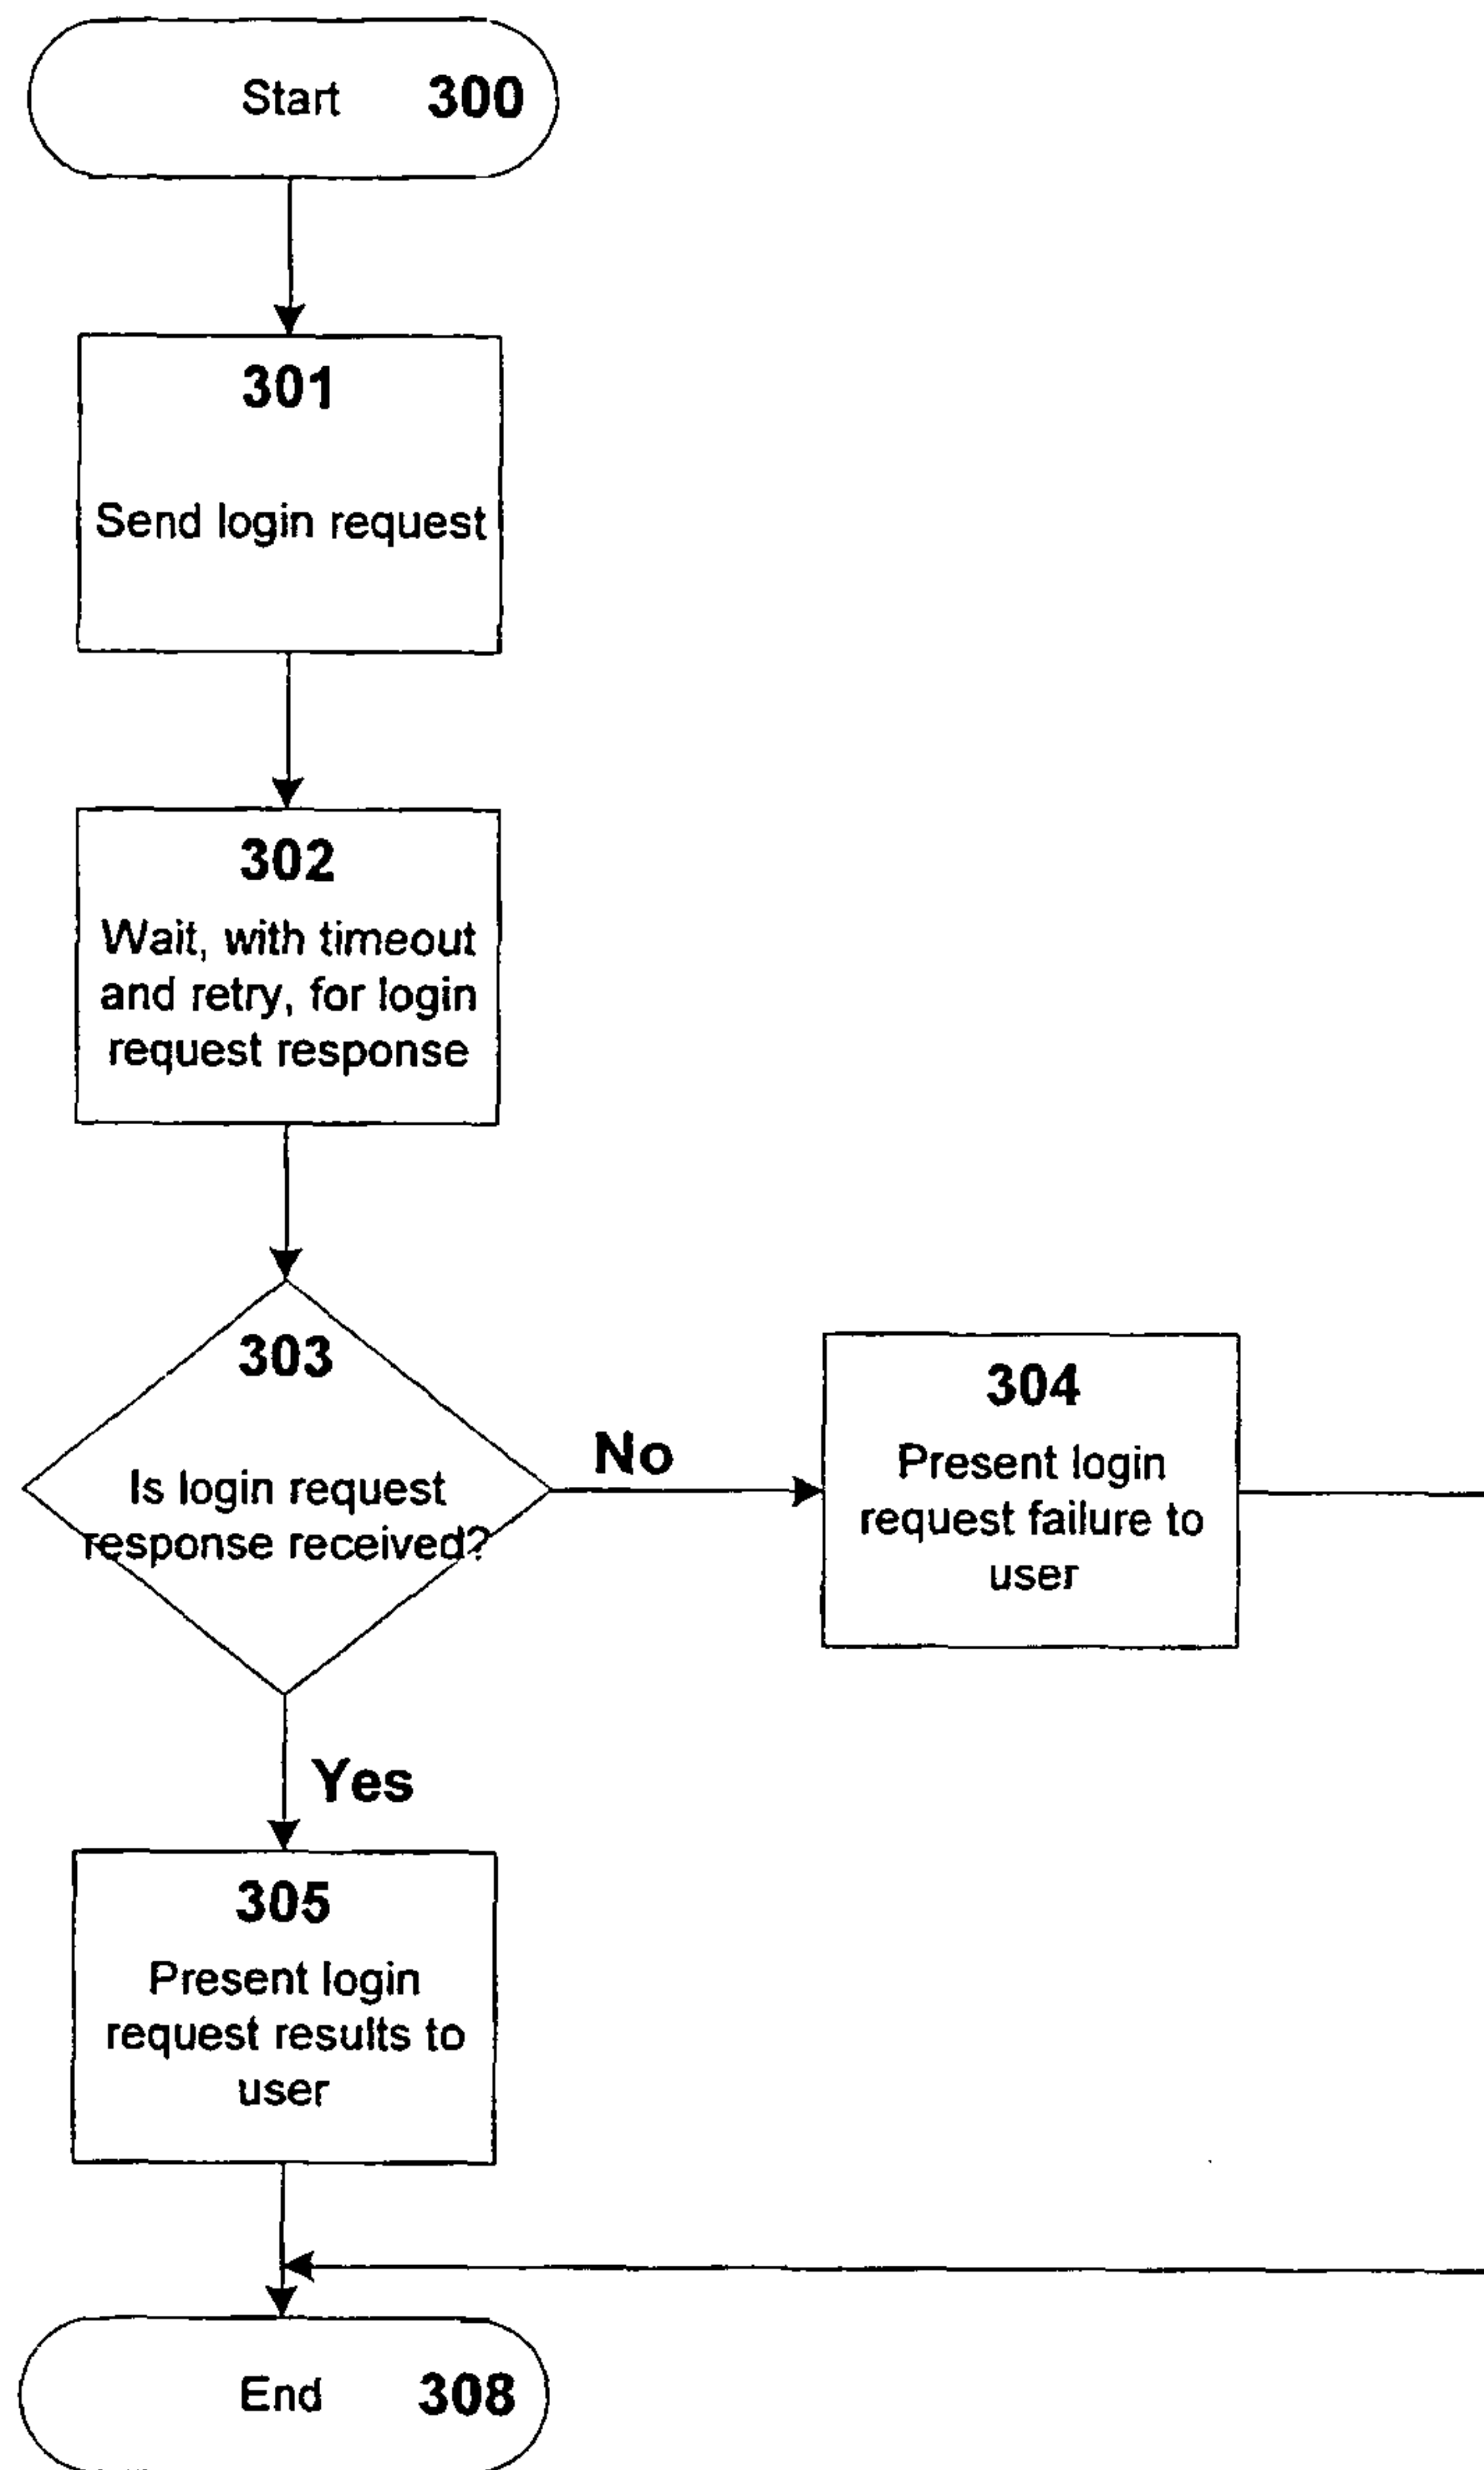 Start 300
301
Send login request
302
Wait, with timeout
and retry, for login
request response
303
Is login request
response received?
No
304
Present login
request failure to
user
Yes
305
Present login
request results to
user
End 308